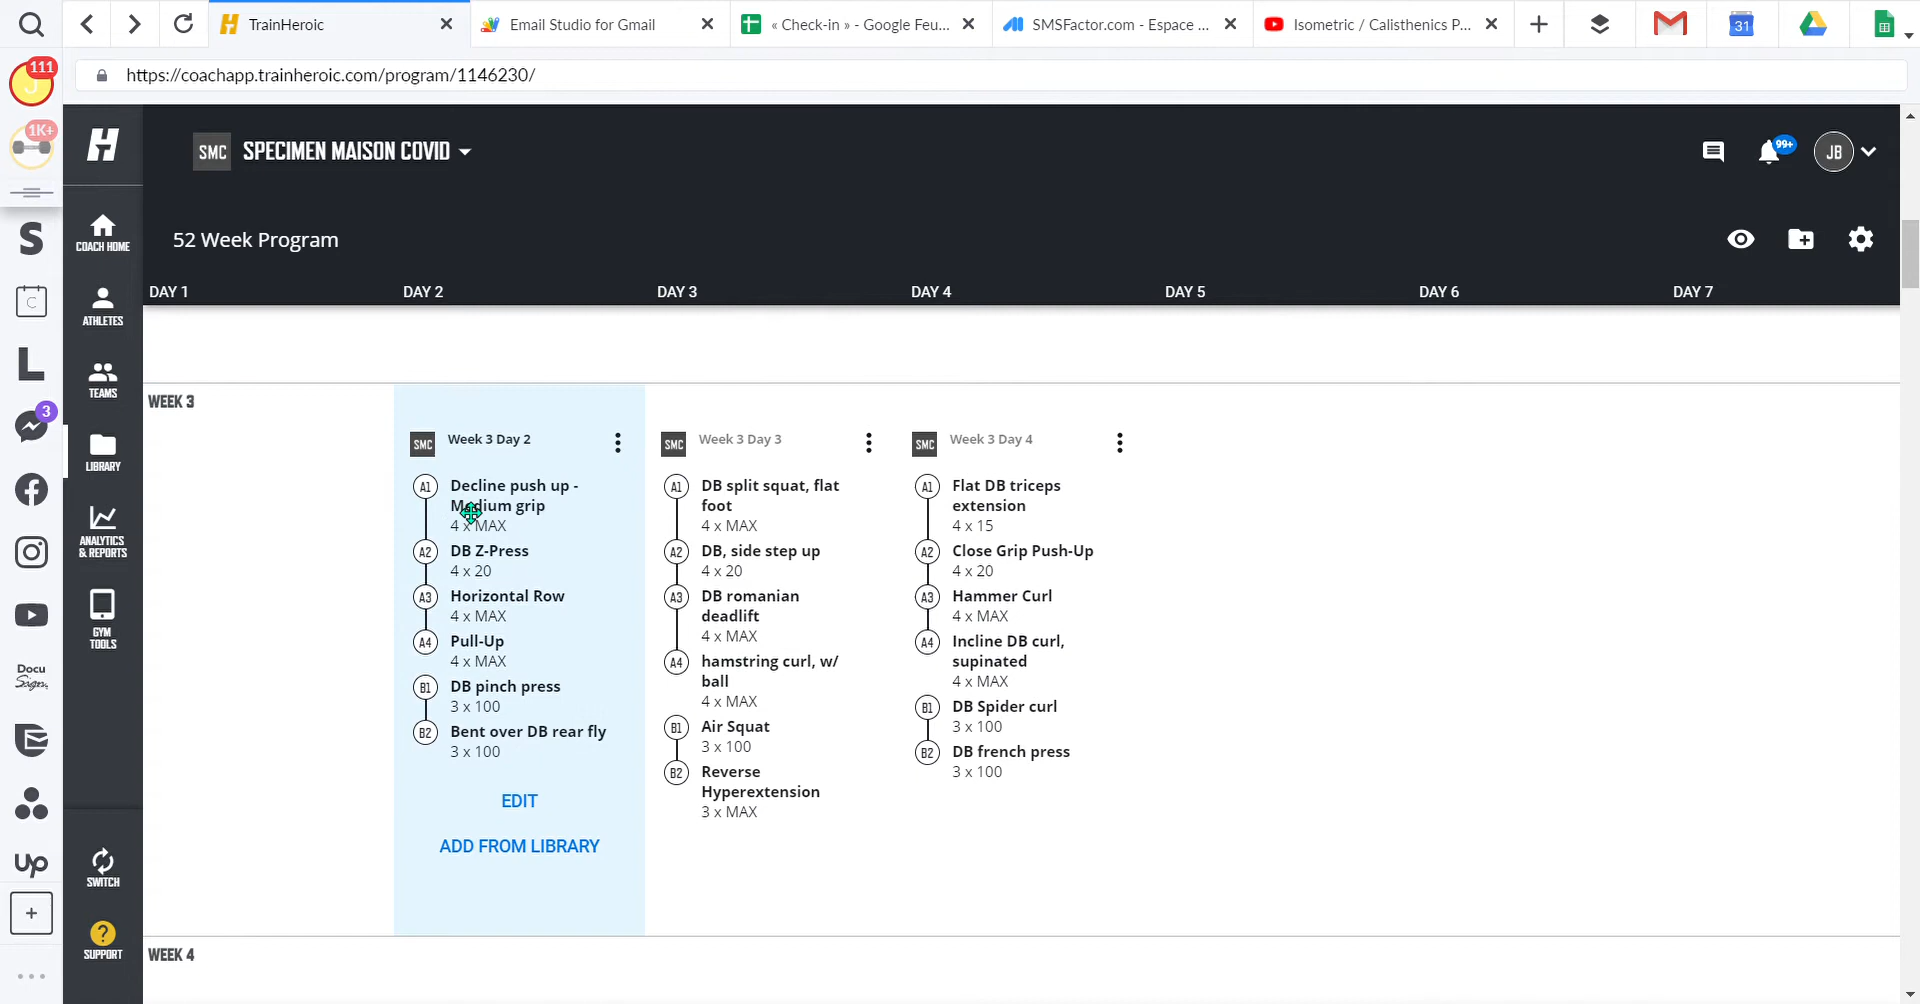 TrainHeroic
Email Studio for Gmail
« Check-in » - Google Feu...
SMSFactor.com - Espace ...
Isometric / Calisthenics P...
31
https://coachapp.trainheroic.com/program/1146230/
111
J
1K+
S
C
L
3
Docu
Sign
Up
COACH HOME
ATHLETES
TEAMS
LIBRARY
ANALYTICS
& REPORTS
GYM
TOOLS
SWITCH
SUPPORT
SMC
SPECIMEN MAISON COVID
99+
JB
52 Week Program
DAY 1
DAY 2
DAY 3
DAY 4
DAY 5
DAY 6
DAY 7
WEEK 3
SMC
Week 3 Day 2
A1
Decline push up -
Medium grip
4 x MAX
A2
DB Z-Press
4 x 20
A3
Horizontal Row
4 x MAX
A4
Pull-Up
4 x MAX
B1
DB pinch press
3 x 100
B2
Bent over DB rear fly
3 x 100
EDIT
ADD FROM LIBRARY
SMC
Week 3 Day 3
A1
DB split squat, flat
foot
4 x MAX
A2
DB, side step up
4 x 20
A3
DB romanian
deadlift
4 x MAX
A4
hamstring curl, w/
ball
4 x MAX
B1
Air Squat
3 x 100
B2
Reverse
Hyperextension
3 x MAX
SMC
Week 3 Day 4
A1
Flat DB triceps
extension
4 x 15
A2
Close Grip Push-Up
4 x 20
A3
Hammer Curl
4 x MAX
A4
Incline DB curl,
supinated
4 x MAX
B1
DB Spider curl
3 x 100
B2
DB french press
3 x 100
WEEK 4